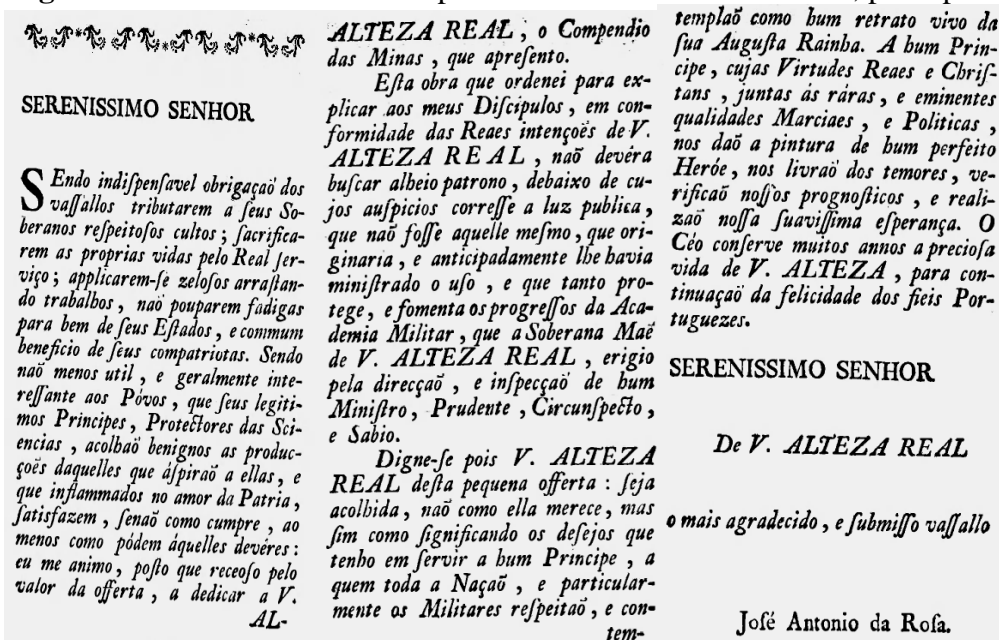 SERENISSIMO SENHOR
SEndo indiſpenſavel obrigaçaõ dos
vaſſallos tributarem a ſeus So-
beranos reſpeitoſos cultos; ſacrifica-
rem as proprias vidas pelo Real ſer-
viço; applicarem-ſe zeloſos arraſtan-
do trabalhos, naõ pouparem fadigas
para bem de ſeus Eſtados, e commum
beneficio de ſeus compatriotas. Sendo
naõ menos util, e geralmente inte-
reſſante aos Póvos, que ſeus legiti-
mos Principes, Protectores das Sci-
encias, acolhaõ benignos as produc-
çoẽs daquelles que áſpiraõ a ellas, e
que inflammados no amor da Patria,
ſatisfazem, ſenaõ como cumpre, ao
menos como pódem áquelles devéres:
eu me animo, poſto que receoſo pelo
valor da offerta, a dedicar a V.
AL-
ALTEZA REAL, o Compendio
das Minas, que apreſento.
Eſta obra que ordenei para ex-
plicar aos meus Diſcipulos, em con-
formidade das Reaes intençoẽs de V.
ALTEZA REAL, naõ devéra
buſcar alheio patrono, debaixo de cu-
jos auſpicios correſſe a luz publica,
que naõ foſſe aquelle meſmo, que ori-
ginaria, e anticipadamente lhe havia
miniſtrado o uſo, e que tanto pro-
tege, e fomenta os progreſſos da Aca-
demia Militar, que a Soberana Maẽ
de V. ALTEZA REAL, erigio
pela direcçaõ, e inſpecçaõ de hum
Miniſtro, Prudente, Circunſpecto,
e Sabio.
Digne-ſe pois V. ALTEZA
REAL deſta pequena offerta: ſeja
acolhida, naõ como ella merece, mas
ſim como ſignificando os deſejos que
tenho em ſervir a hum Principe, a
quem toda a Naçaõ, e particular-
mente os Militares reſpeitaõ, e con-
tem-
templaõ como hum retrato vivo da
ſua Auguſta Rainha. A hum Prin-
cipe, cujas Virtudes Reaes e Chriſ-
tans, juntas ás ráras, e eminentes
qualidades Marciaes, e Politicas,
nos daõ a pintura de hum perfeito
Heróe, nos livraõ dos temores, ve-
rificaõ noſſos prognoſticos, e reali-
zaõ noſſa ſuaviſſima eſperança. O
Céo conſerve muitos annos a precioſa
vida de V. ALTEZA, para con-
tinuaçaõ da felicidade dos fieis Por-
tuguezes.
SERENISSIMO SENHOR
De V. ALTEZA REAL
o mais agradecido, e ſubmiſſo vaſſallo
Joſé Antonio da Roſa.